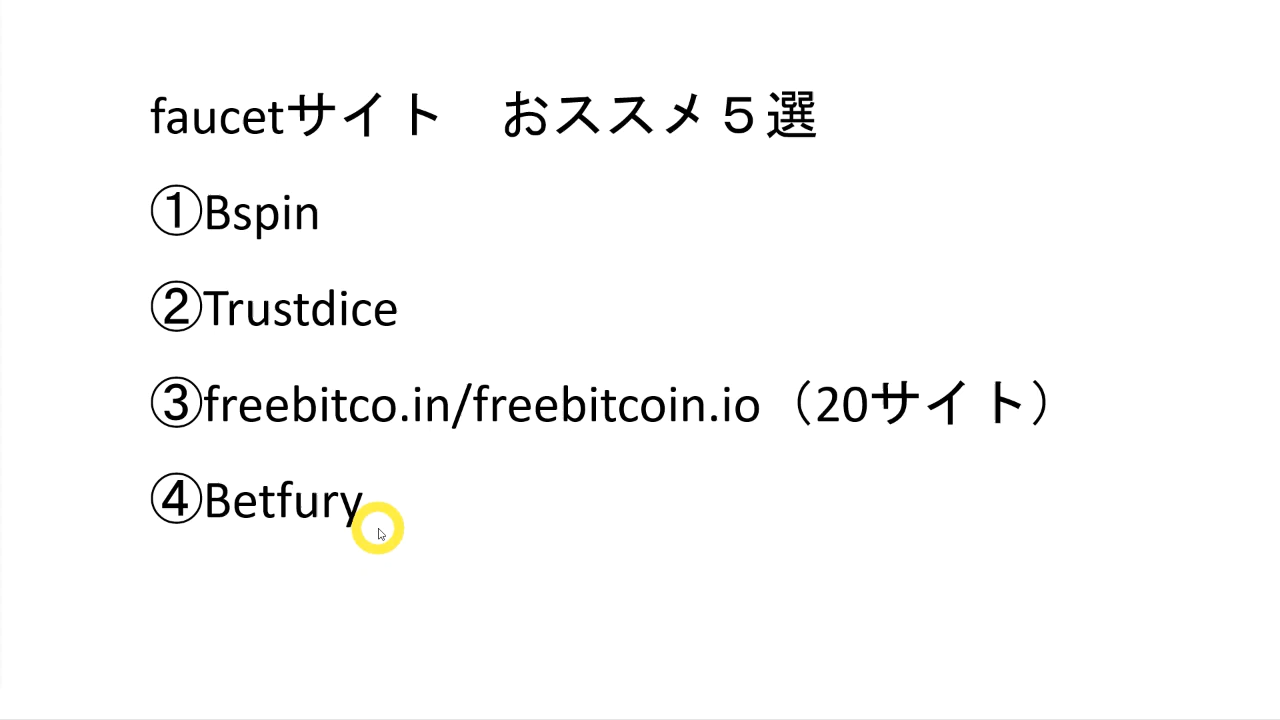 faucetサイト　おススメ５選
①Bspin
②Trustdice
③freebitco.in/freebitcoin.io（20サイト）
④Betfury